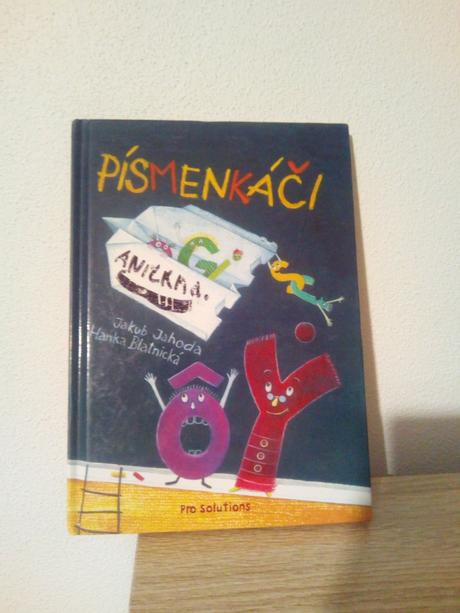 PÍSMENKÁČI
ANIČKA d.
Jakub Jahoda
Hanka Blatnická
Pro Solutions